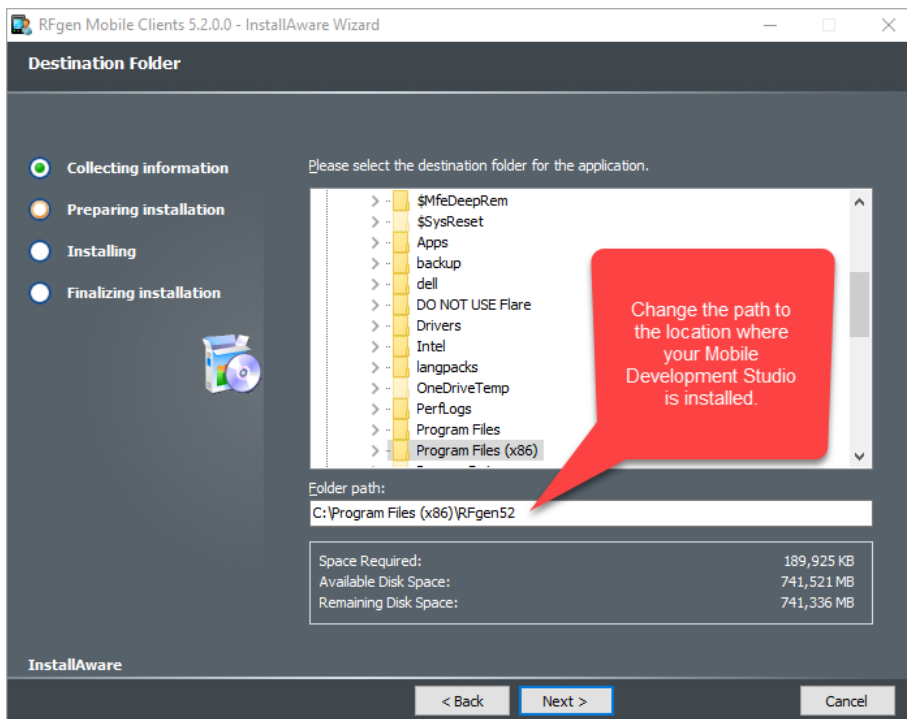 RFgen Mobile Clients 5.2.0.0 - InstallAware Wizard
Destination Folder
Collecting information
Preparing installation
Installing
Finalizing installation
Please select the destination folder for the application.
$MfeDeepRem
$SysReset
Apps
backup
dell
DO NOT USE Flare
Drivers
Intel
langpacks
OneDriveTemp
PerfLogs
Program Files
Program Files (x86)
Change the path to
the location where
your Mobile
Development Studio
is installed.
Folder path:
C:\Program Files (x86)\RFgen52
Space Required: 189,925 KB
Available Disk Space: 741,521 MB
Remaining Disk Space: 741,336 MB
InstallAware
< Back Next > Cancel